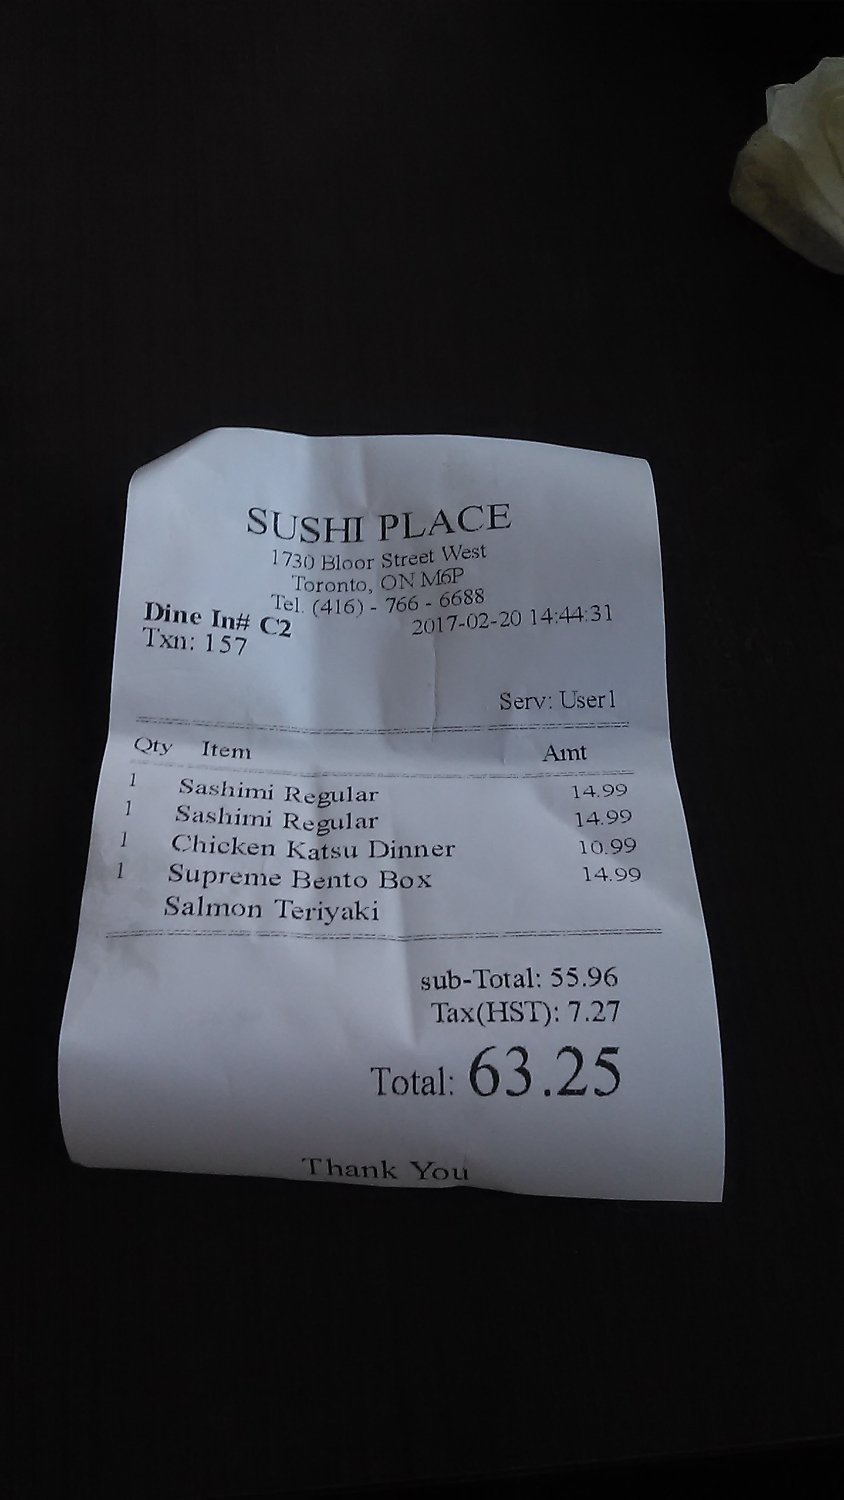 SUSHI PLACE
1730 Bloor Street West
Toronto, ON M6P
Tel. (416) - 766 - 6688
Dine In# C2
2017-02-20 14:44:31
Txn: 157
Serv: User1
Qty Item Amt
1 Sashimi Regular 14.99
1 Sashimi Regular 14.99
1 Chicken Katsu Dinner 10.99
1 Supreme Bento Box 14.99
Salmon Teriyaki
sub-Total: 55.96
Tax(HST): 7.27
Total: 63.25
Thank You